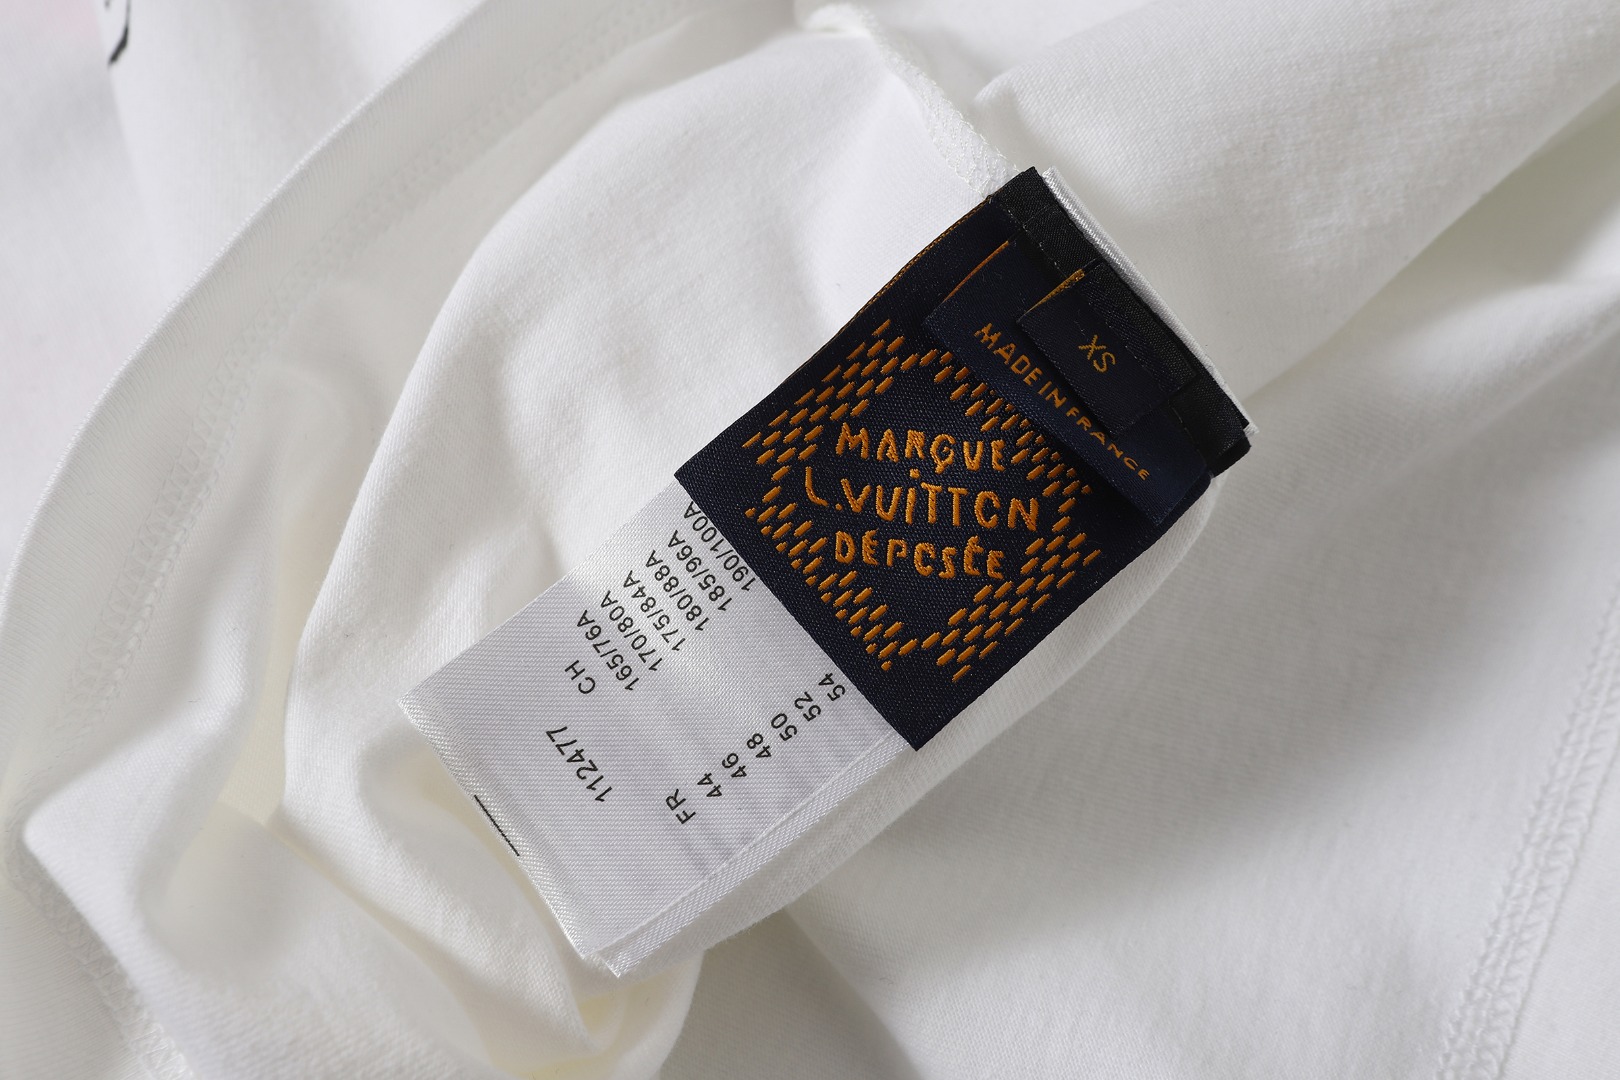 XS
MADE IN FRANCE
MARQUE
L.VUITTON
DÉPOSÉE
112477
FR CH
44 165/76A
46 170/80A
48 175/84A
50 180/88A
52 185/96A
54 190/100A